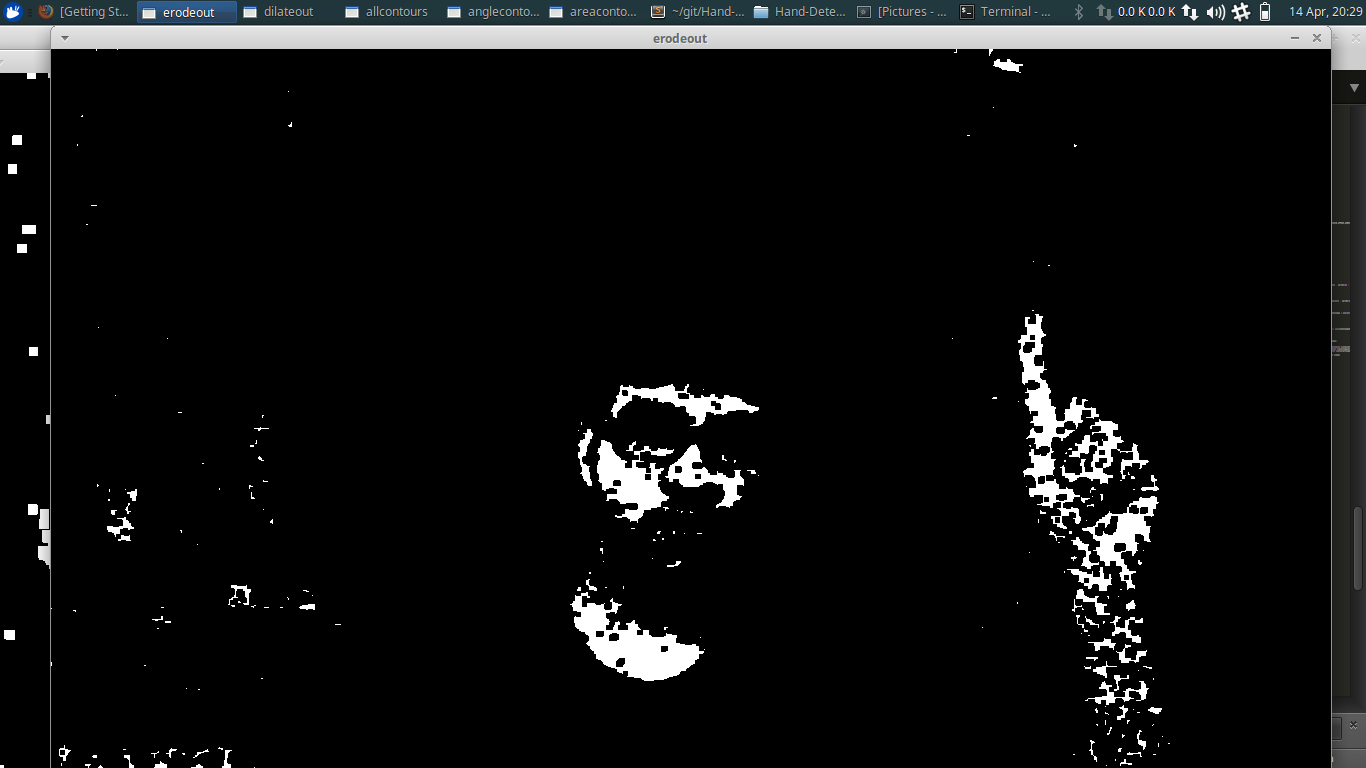 [Getting St... erodeout dilateout allcontours angleconto... areaconto... ~/git/Hand-... Hand-Dete... [Pictures - ... Terminal - ... 0.0 K 0.0 K 14 Apr, 20:29
erodeout